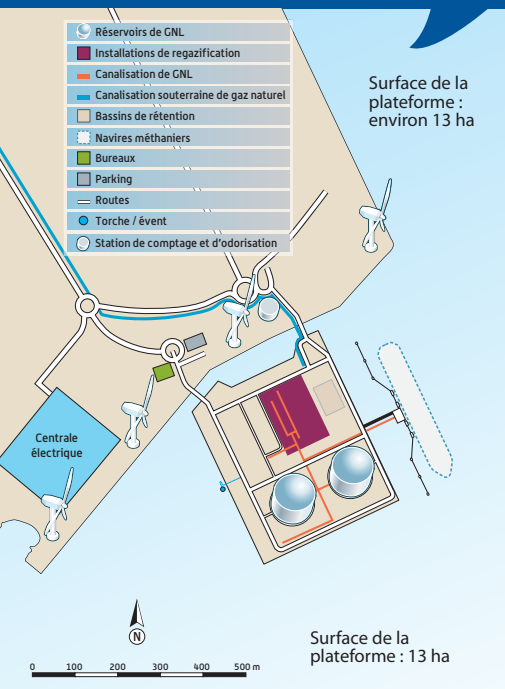 Réservoirs de GNL
Installations de regazification
Canalisation de GNL
Canalisation souterraine de gaz naturel
Bassins de rétention
Navires méthaniers
Bureaux
Parking
Routes
Torche / évent
Station de comptage et d'odorisation
Surface de la
plateforme :
environ 13 ha
Centrale
électrique
N
0 100 200 300 400 500 m
Surface de la
plateforme : 13 ha